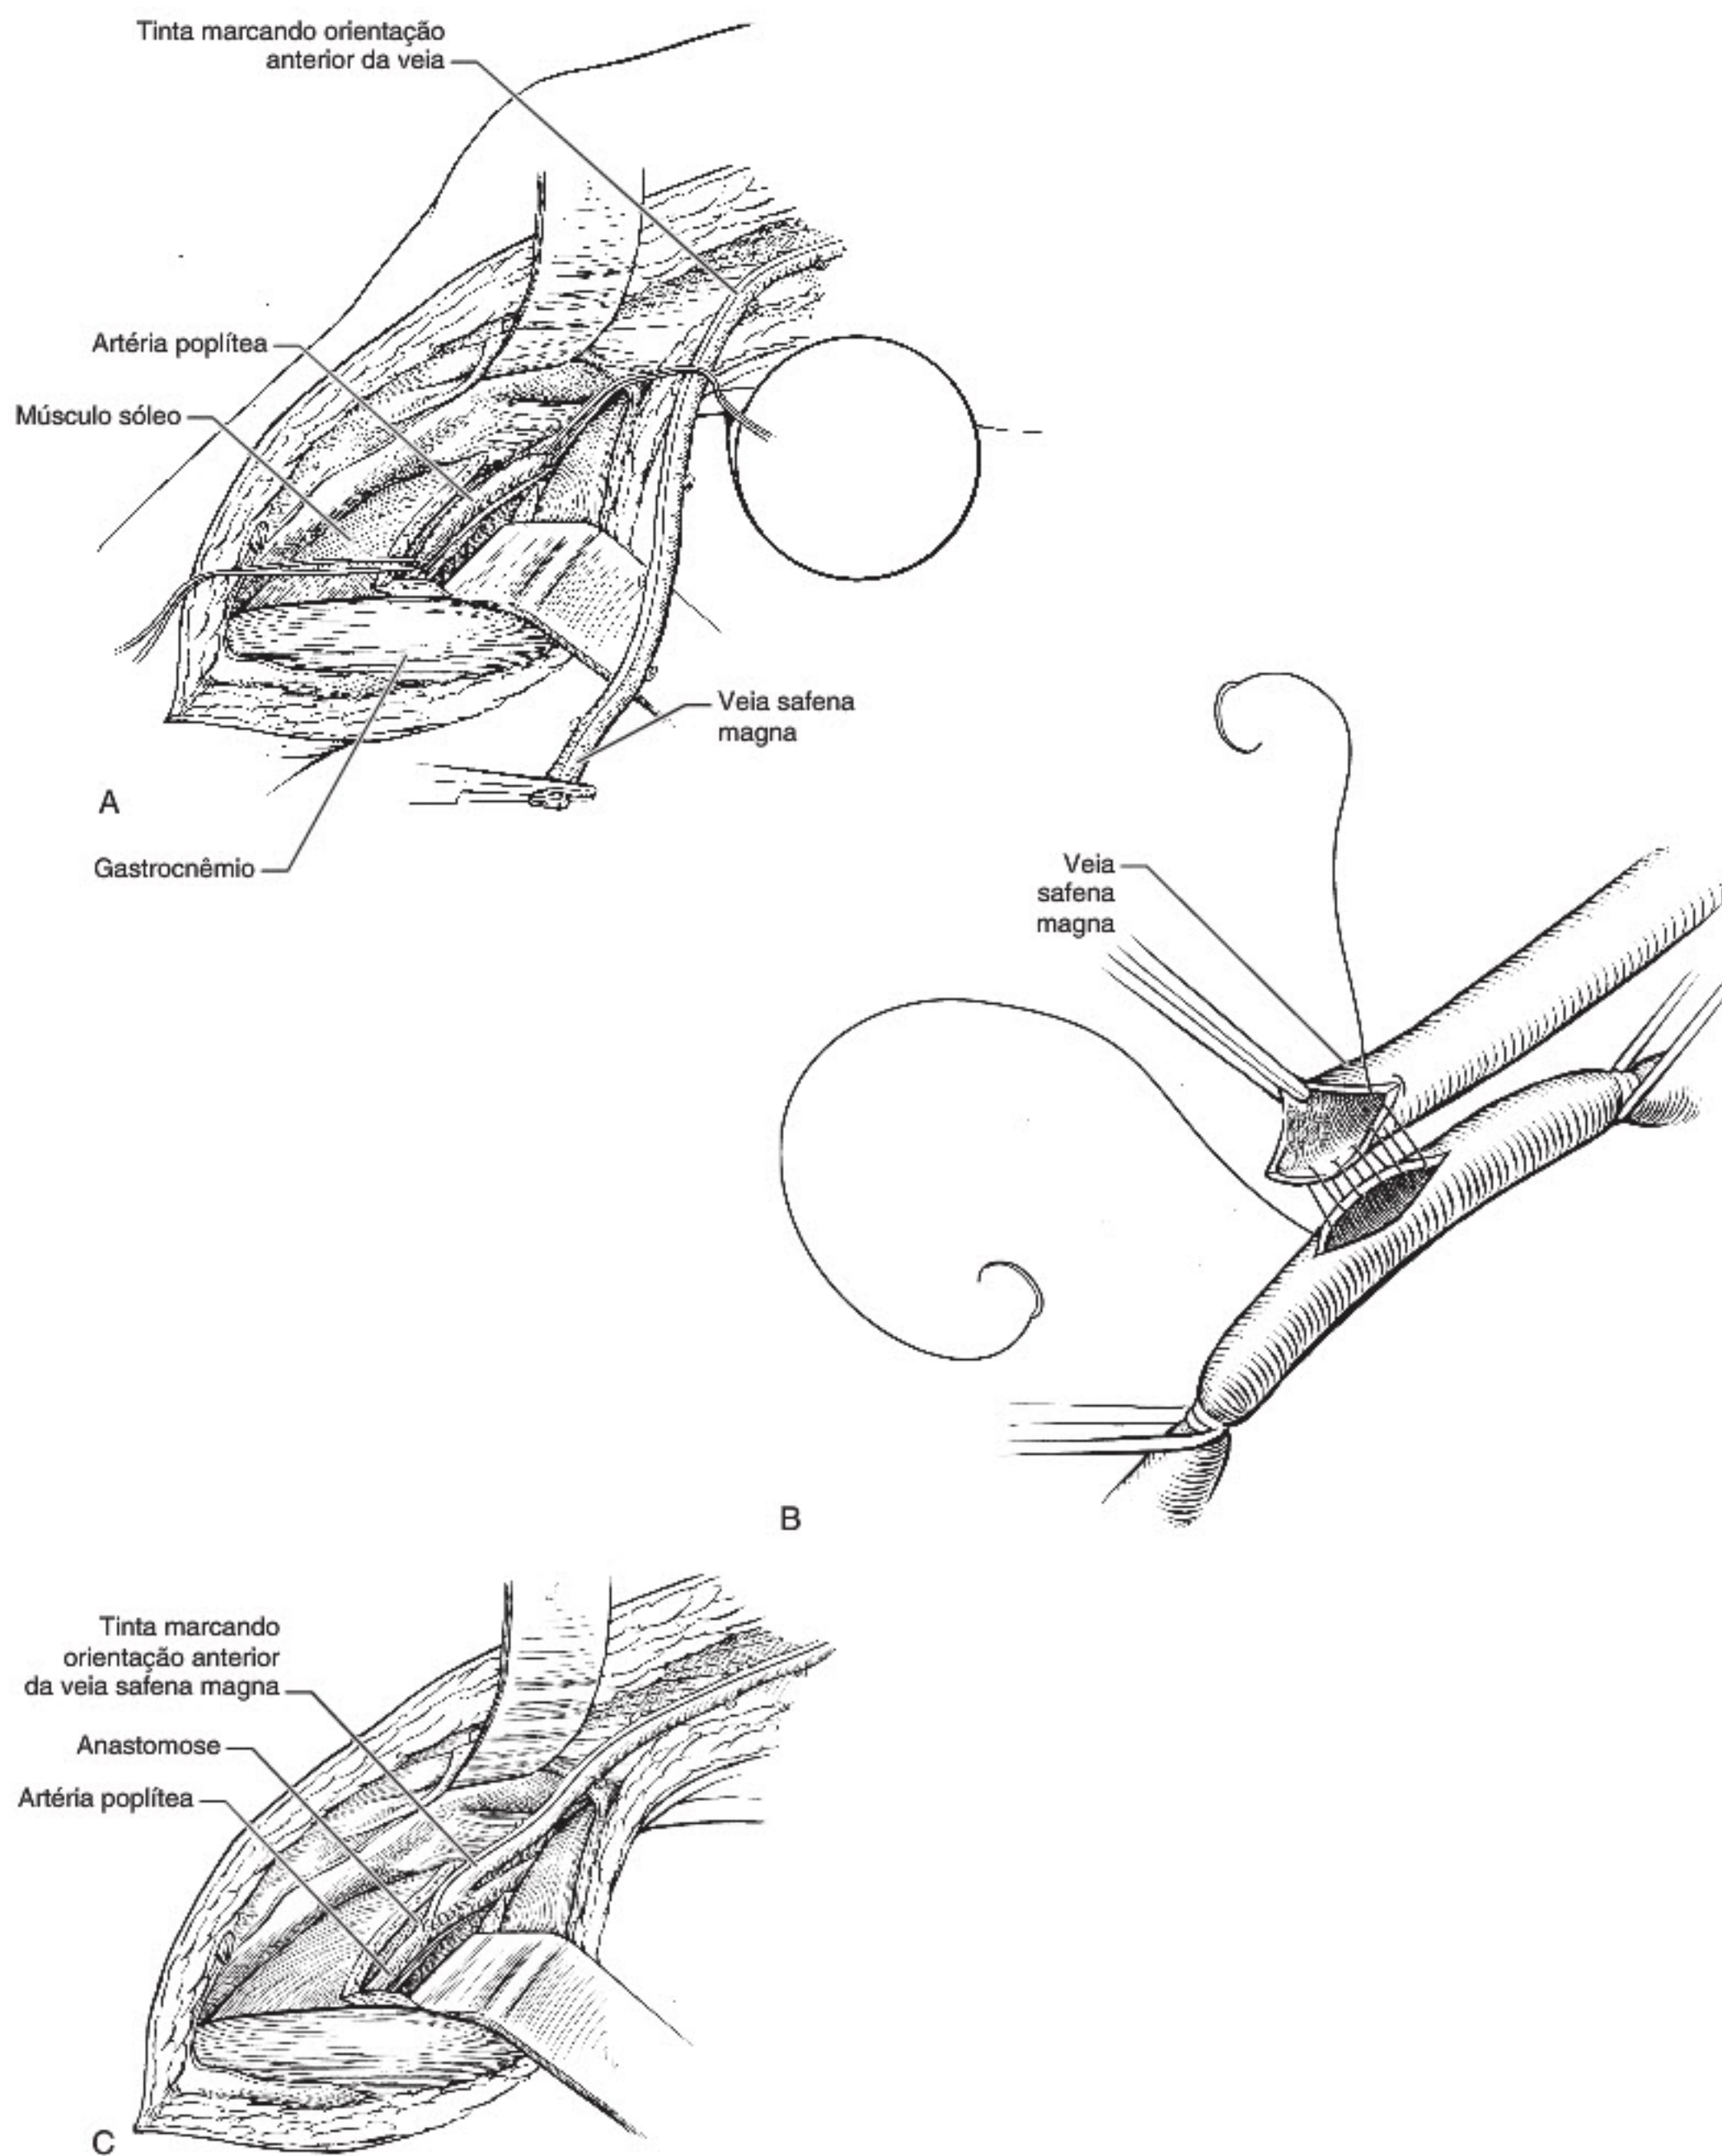 Tinta marcando orientação
anterior da veia
Artéria poplítea
Músculo sóleo
Veia safena
magna
A
Gastrocnêmio
Veia
safena
magna
B
Tinta marcando
orientação anterior
da veia safena magna
Anastomose
Artéria poplítea
C